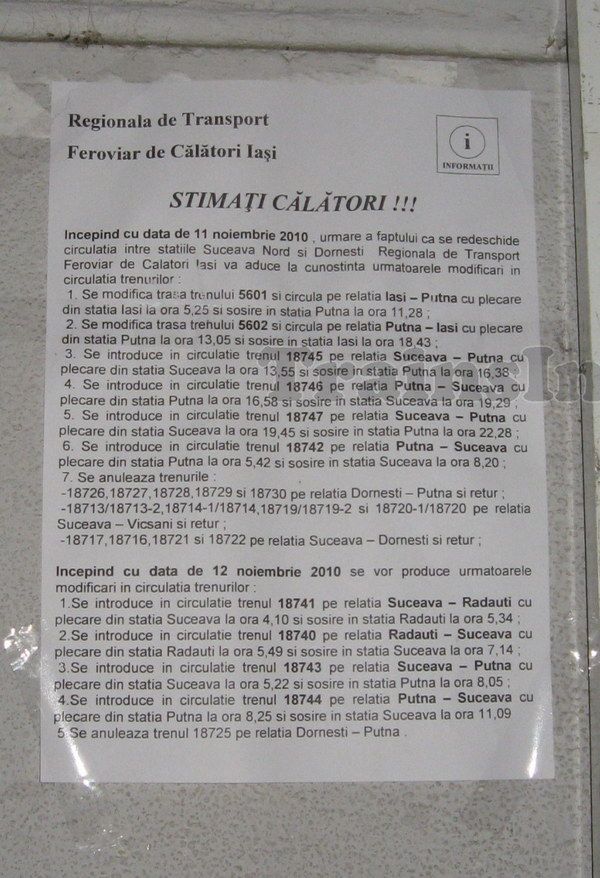 Regionala de Transport
Feroviar de Călători Iaşi
i
INFORMAŢII
STIMAŢI CĂLĂTORI !!!
Incepind cu data de 11 noiembrie 2010 , urmare a faptului ca se redeschide
circulatia intre statiile Suceava Nord si Dornesti Regionala de Transport
Feroviar de Calatori Iasi va aduce la cunostinta urmatoarele modificari in
circulatia trenurilor :
1. Se modifica trasa trenului 5601 si circula pe relatia Iasi – Putna cu plecare
din statia Iasi la ora 5,25 si sosire in statia Putna la ora 11,28 ;
2. Se modifica trasa trenului 5602 si circula pe relatia Putna – Iasi cu plecare
din statia Putna la ora 13,05 si sosire in statia Iasi la ora 18,43 ;
3. Se introduce in circulatie trenul 18745 pe relatia Suceava – Putna cu
plecare din statia Suceava la ora 13,55 si sosire in statia Putna la ora 16,38
4. Se introduce in circulatie trenul 18746 pe relatia Putna – Suceava cu
plecare din statia Putna la ora 16,58 si sosire in statia Suceava la ora 19,29 ;
5. Se introduce in circulatie trenul 18747 pe relatia Suceava – Putna cu
plecare din statia Suceava la ora 19,45 si sosire in statia Putna la ora 22,28 ;
6. Se introduce in circulatie trenul 18742 pe relatia Putna – Suceava cu
plecare din statia Putna la ora 5,42 si sosire in statia Suceava la ora 8,20 ;
7. Se anuleaza trenurile :
-18726,18727,18728,18729 si 18730 pe relatia Dornesti – Putna si retur ;
-18713/18713-2,18714-1/18714,18719/18719-2 si 18720-1/18720 pe relatia
Suceava – Vicsani si retur ;
-18717,18716,18721 si 18722 pe relatia Suceava – Dornesti si retur ;
Incepind cu data de 12 noiembrie 2010 se vor produce urmatoarele
modificari in circulatia trenurilor :
1.Se introduce in circulatie trenul 18741 pe relatia Suceava – Radauti cu
plecare din statia Suceava la ora 4,10 si sosire in statia Radauti la ora 5,34 ;
2.Se introduce in circulatie trenul 18740 pe relatia Radauti – Suceava cu
plecare din statia Radauti la ora 5,49 si sosire in statia Suceava la ora 7,14 ;
3.Se introduce in circulatie trenul 18743 pe relatia Suceava – Putna cu
plecare din statia Suceava la ora 5,22 si sosire in statia Putna la ora 8,05 ;
4.Se introduce in circulatie trenul 18744 pe relatia Putna – Suceava cu
plecare din statia Putna la ora 8,25 si sosire in statia Suceava la ora 11,09
5.Se anuleaza trenul 18725 pe relatia Dornesti – Putna .